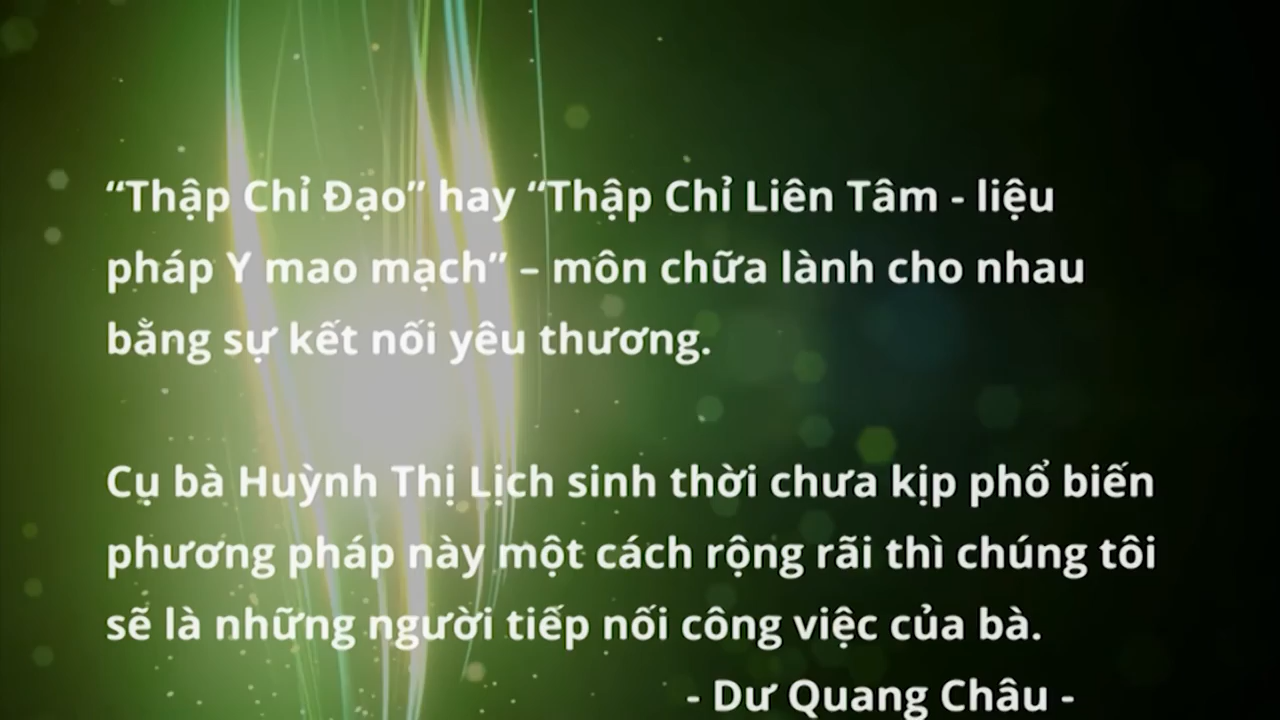 “Thập Chỉ Đạo” hay “Thập Chỉ Liên Tâm - liệu
pháp Y mao mạch” – môn chữa lành cho nhau
bằng sự kết nối yêu thương.
Cụ bà Huỳnh Thị Lịch sinh thời chưa kịp phổ biến
phương pháp này một cách rộng rãi thì chúng tôi
sẽ là những người tiếp nối công việc của bà.
- Dư Quang Châu -